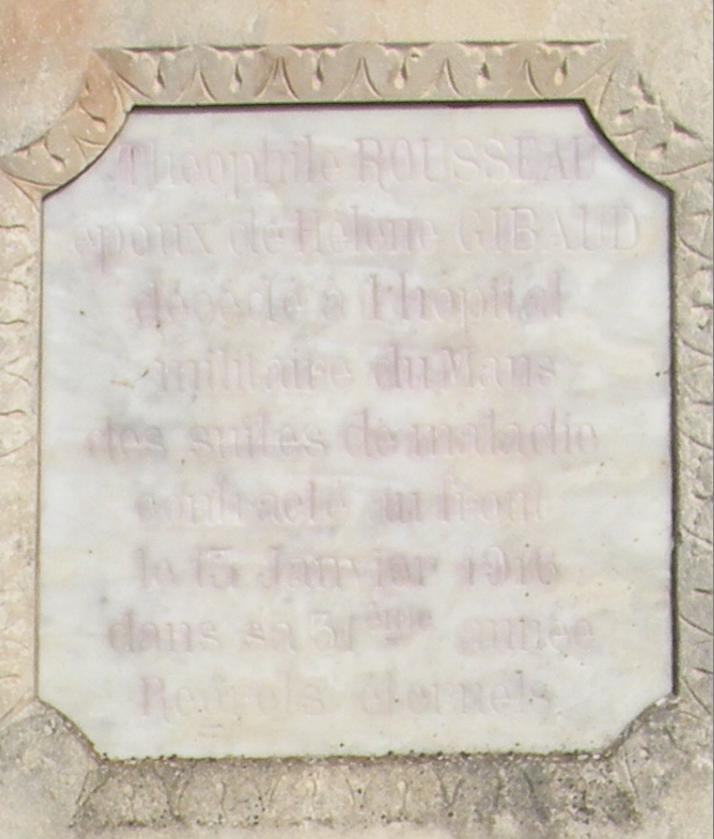 Théophile ROUSSEAU
époux de Hélène GIBAUD
décédé à l'hôpital
militaire du Mans
des suites de maladie
contracté au front
le 15 Janvier 1916
dans sa 31ème année
Regrets éternels